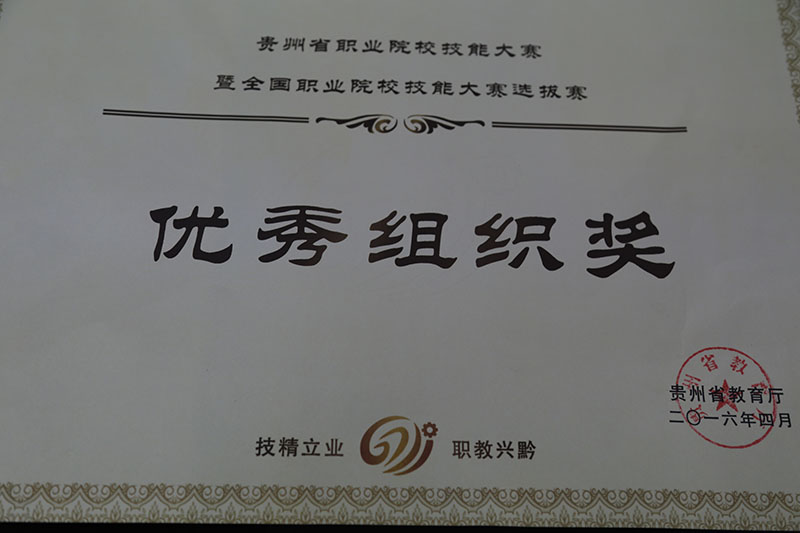 贵州省职业院校技能大赛
暨全国职业院校技能大赛选拔赛
优秀组织奖
贵州省教育厅
二〇一六年四月
技精立业 职教兴黔